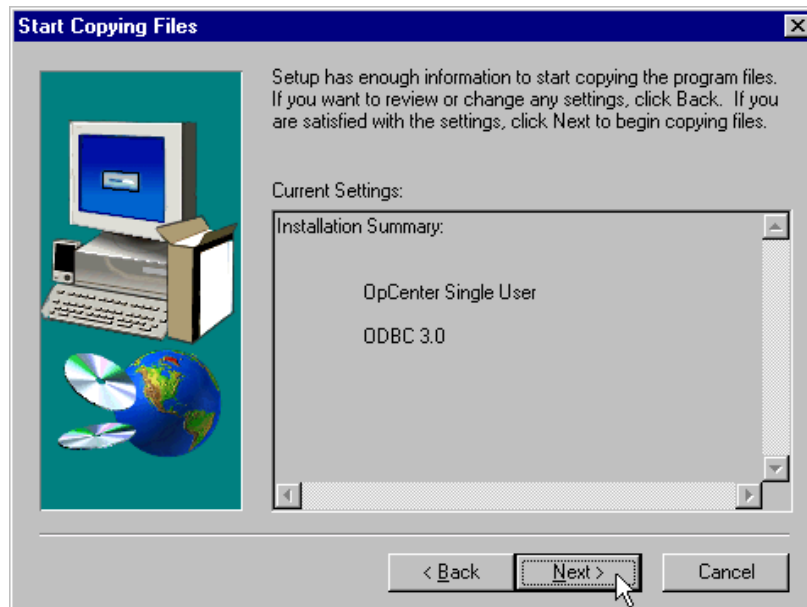 Start Copying Files
Setup has enough information to start copying the program files.
If you want to review or change any settings, click Back.  If you
are satisfied with the settings, click Next to begin copying files.
Current Settings:
Installation Summary:
OpCenter Single User
ODBC 3.0
< Back
Next >
Cancel